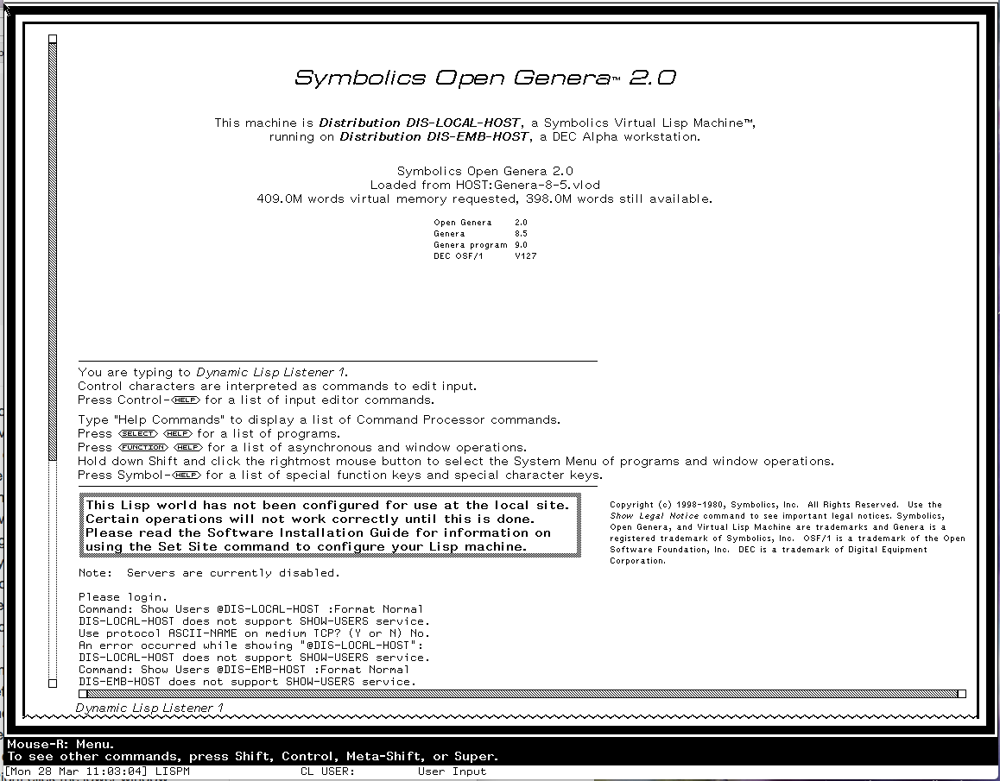 Symbolics Open Genera™ 2.0
This machine is Distribution DIS-LOCAL-HOST, a Symbolics Virtual Lisp Machine™,
running on Distribution DIS-EMB-HOST, a DEC Alpha workstation.
Symbolics Open Genera 2.0
Loaded from HOST:Genera-8-5.vlod
409.0M words virtual memory requested, 398.0M words still available.
Open Genera 2.0
Genera 8.5
Genera program 9.0
DEC OSF/1 V127
You are typing to Dynamic Lisp Listener 1.
Control characters are interpreted as commands to edit input.
Press Control-<HELP> for a list of input editor commands.
Type "Help Commands" to display a list of Command Processor commands.
Press <SELECT> <HELP> for a list of programs.
Press <FUNCTION> <HELP> for a list of asynchronous and window operations.
Hold down Shift and click the rightmost mouse button to select the System Menu of programs and window operations.
Press Symbol-<HELP> for a list of special function keys and special character keys.
This Lisp world has not been configured for use at the local site.
Certain operations will not work correctly until this is done.
Please read the Software Installation Guide for information on
using the Set Site command to configure your Lisp machine.
Copyright (c) 1998-1980, Symbolics, Inc. All Rights Reserved. Use the
Show Legal Notice command to see important legal notices. Symbolics,
Open Genera, and Virtual Lisp Machine are trademarks and Genera is a
registered trademark of Symbolics, Inc. OSF/1 is a trademark of the Open
Software Foundation, Inc. DEC is a trademark of Digital Equipment
Corporation.
Note: Servers are currently disabled.
Please login.
Command: Show Users @DIS-LOCAL-HOST :Format Normal
DIS-LOCAL-HOST does not support SHOW-USERS service.
Use protocol ASCII-NAME on medium TCP? (Y or N) No.
An error occurred while showing "@DIS-LOCAL-HOST":
DIS-LOCAL-HOST does not support SHOW-USERS service.
Command: Show Users @DIS-EMB-HOST :Format Normal
DIS-EMB-HOST does not support SHOW-USERS service.
Dynamic Lisp Listener 1
Mouse-R: Menu.
To see other commands, press Shift, Control, Meta-Shift, or Super.
[Mon 28 Mar 11:03:04] LISPM CL USER: User Input